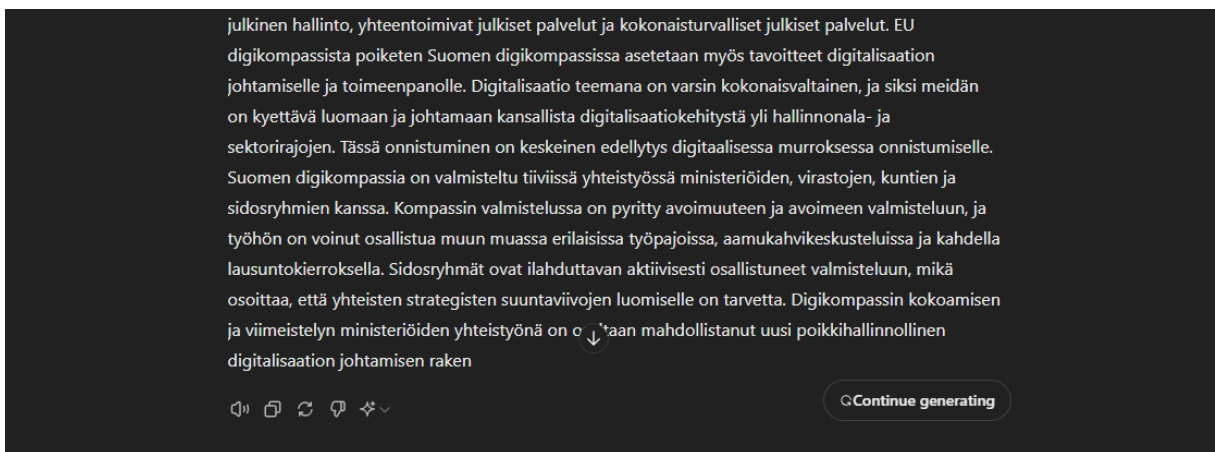 julkinen hallinto, yhteentoimivat julkiset palvelut ja kokonaisturvalliset julkiset palvelut. EU
digikompassista poiketen Suomen digikompassissa asetetaan myös tavoitteet digitalisaation
johtamiselle ja toimeenpanolle. Digitalisaatio teemana on varsin kokonaisvaltainen, ja siksi meidän
on kyettävä luomaan ja johtamaan kansallista digitalisaatiokehitystä yli hallinnonala- ja
sektorirajojen. Tässä onnistuminen on keskeinen edellytys digitaalisessa murroksessa onnistumiselle.
Suomen digikompassia on valmisteltu tiiviissä yhteistyössä ministeriöiden, virastojen, kuntien ja
sidosryhmien kanssa. Kompassin valmistelussa on pyritty avoimuuteen ja avoimeen valmisteluun, ja
työhön on voinut osallistua muun muassa erilaisissa työpajoissa, aamukahvikeskusteluissa ja kahdella
lausuntokierroksella. Sidosryhmät ovat ilahduttavan aktiivisesti osallistuneet valmisteluun, mikä
osoittaa, että yhteisten strategisten suuntaviivojen luomiselle on tarvetta. Digikompassin kokoamisen
ja viimeistelyn ministeriöiden yhteistyönä on mahdollistanut uusi poikkihallinnollinen
digitalisaation johtamisen raken
Continue generating